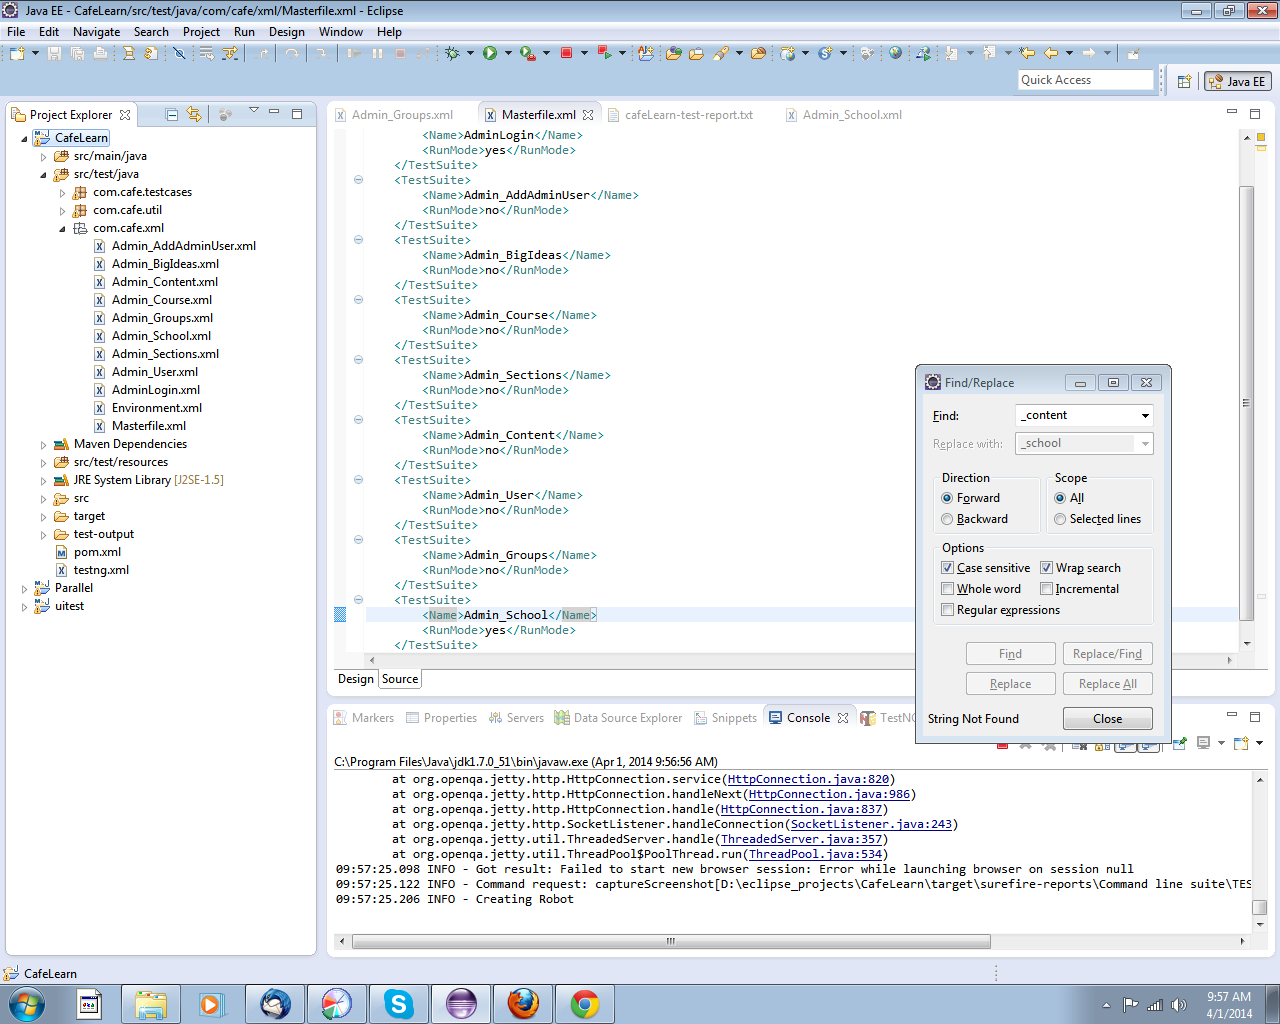 Java EE - CafeLearn/src/test/java/com/cafe/xml/Masterfile.xml - Eclipse
File Edit Navigate Search Project Run Design Window Help
Quick Access
Java EE
Project Explorer
CafeLearn
src/main/java
src/test/java
com.cafe.testcases
com.cafe.util
com.cafe.xml
Admin_AddAdminUser.xml
Admin_BigIdeas.xml
Admin_Content.xml
Admin_Course.xml
Admin_Groups.xml
Admin_School.xml
Admin_Sections.xml
Admin_User.xml
AdminLogin.xml
Environment.xml
Masterfile.xml
Maven Dependencies
src/test/resources
JRE System Library [J2SE-1.5]
src
target
test-output
pom.xml
testng.xml
Parallel
uitest
Admin_Groups.xml Masterfile.xml cafeLearn-test-report.txt Admin_School.xml
<Name>AdminLogin</Name>
<RunMode>yes</RunMode>
</TestSuite>
<TestSuite>
<Name>Admin_AddAdminUser</Name>
<RunMode>no</RunMode>
</TestSuite>
<TestSuite>
<Name>Admin_BigIdeas</Name>
<RunMode>no</RunMode>
</TestSuite>
<TestSuite>
<Name>Admin_Course</Name>
<RunMode>no</RunMode>
</TestSuite>
<TestSuite>
<Name>Admin_Sections</Name>
<RunMode>no</RunMode>
</TestSuite>
<TestSuite>
<Name>Admin_Content</Name>
<RunMode>no</RunMode>
</TestSuite>
<TestSuite>
<Name>Admin_User</Name>
<RunMode>no</RunMode>
</TestSuite>
<TestSuite>
<Name>Admin_Groups</Name>
<RunMode>no</RunMode>
</TestSuite>
<TestSuite>
<Name>Admin_School</Name>
<RunMode>yes</RunMode>
</TestSuite>
Design Source
Find/Replace
Find: _content
Replace with: _school
Direction Scope
Forward All
Backward Selected lines
Options
Case sensitive Wrap search
Whole word Incremental
Regular expressions
Find Replace/Find
Replace Replace All
String Not Found Close
Markers Properties Servers Data Source Explorer Snippets Console TestNG
C:\Program Files\Java\jdk1.7.0_51\bin\javaw.exe (Apr 1, 2014 9:56:56 AM)
at org.openqa.jetty.http.HttpConnection.service(HttpConnection.java:820)
at org.openqa.jetty.http.HttpConnection.handleNext(HttpConnection.java:986)
at org.openqa.jetty.http.HttpConnection.handle(HttpConnection.java:837)
at org.openqa.jetty.http.SocketListener.handleConnection(SocketListener.java:243)
at org.openqa.jetty.util.ThreadedServer.handle(ThreadedServer.java:357)
at org.openqa.jetty.util.ThreadPool$PoolThread.run(ThreadPool.java:534)
09:57:25.098 INFO - Got result: Failed to start new browser session: Error while launching browser on session null
09:57:25.122 INFO - Command request: captureScreenshot[D:\eclipse_projects\CafeLearn\target\surefire-reports\Command line suite\TES
09:57:25.206 INFO - Creating Robot
CafeLearn
9:57 AM
4/1/2014